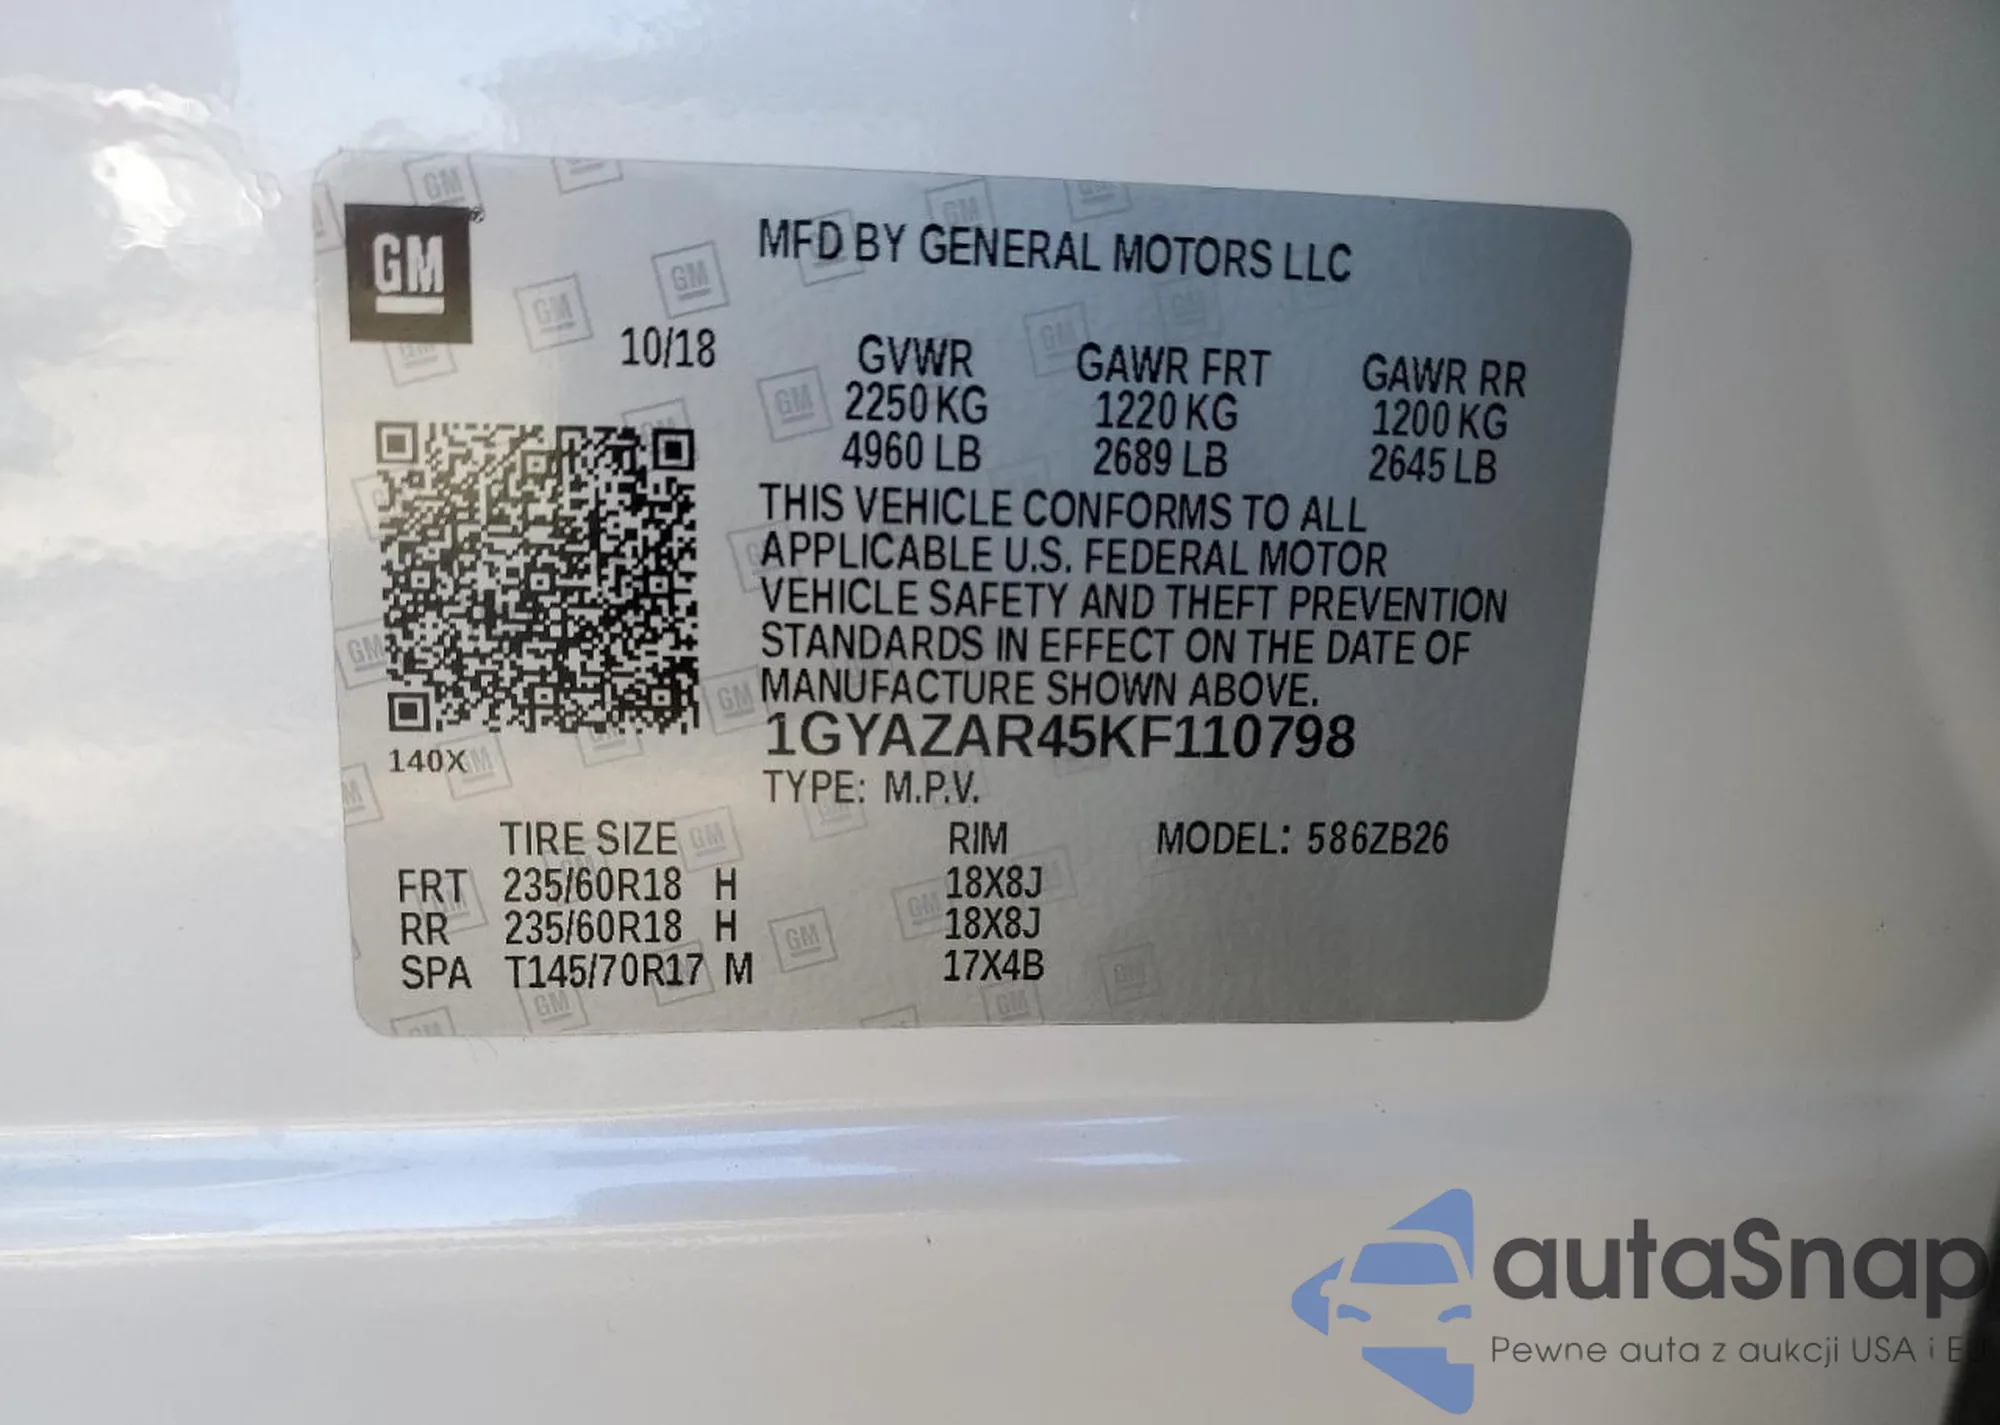 GM
MFD BY GENERAL MOTORS LLC
10/18
GVWR GAWR FRT GAWR RR
2250 KG 1220 KG 1200 KG
4960 LB 2689 LB 2645 LB
THIS VEHICLE CONFORMS TO ALL
APPLICABLE U.S. FEDERAL MOTOR
VEHICLE SAFETY AND THEFT PREVENTION
STANDARDS IN EFFECT ON THE DATE OF
MANUFACTURE SHOWN ABOVE.
1GYAZAR45KF110798
140X
TYPE: M.P.V.
TIRE SIZE RIM MODEL: 586ZB26
FRT 235/60R18 H 18X8J
RR 235/60R18 H 18X8J
SPA T145/70R17 M 17X4B
autaSnap
Pewne auta z aukcji USA i EU